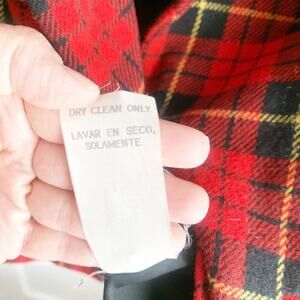 DRY CLEAN ONLY
LAVAR EN SECO,
SOLAMENTE.